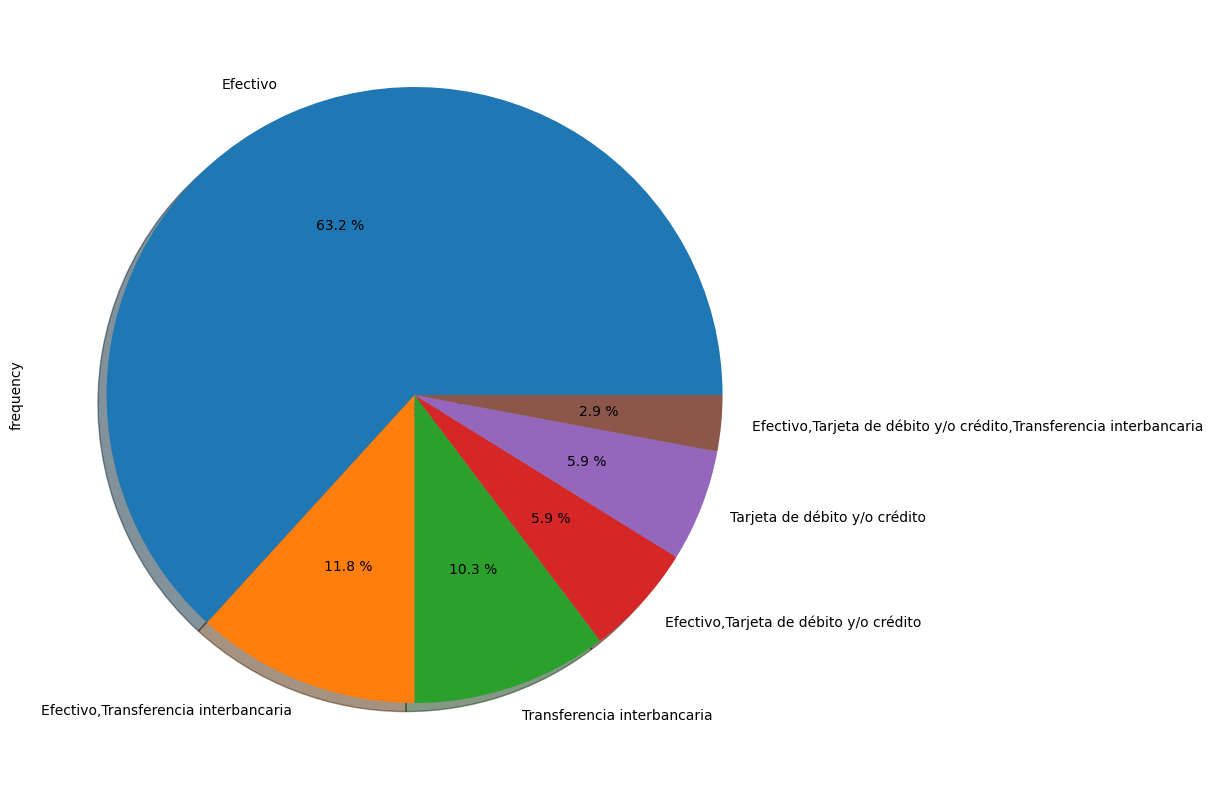 Efectivo
63.2 %
frequency
2.9 %
Efectivo,Tarjeta de débito y/o crédito,Transferencia interbancaria
5.9 %
Tarjeta de débito y/o crédito
5.9 %
11.8 %
10.3 %
Efectivo,Tarjeta de débito y/o crédito
Efectivo,Transferencia interbancaria
Transferencia interbancaria